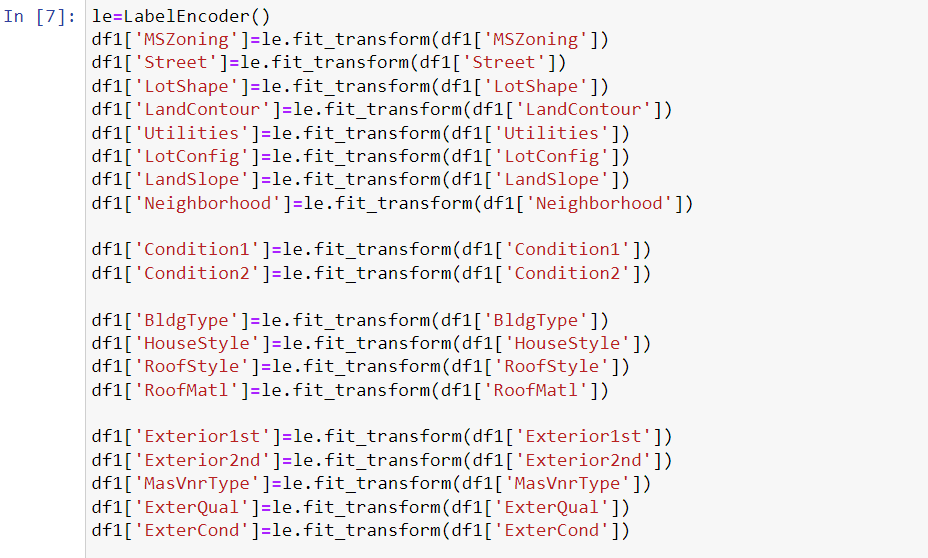 In [7]: le=LabelEncoder()
df1['MSZoning']=le.fit_transform(df1['MSZoning'])
df1['Street']=le.fit_transform(df1['Street'])
df1['LotShape']=le.fit_transform(df1['LotShape'])
df1['LandContour']=le.fit_transform(df1['LandContour'])
df1['Utilities']=le.fit_transform(df1['Utilities'])
df1['LotConfig']=le.fit_transform(df1['LotConfig'])
df1['LandSlope']=le.fit_transform(df1['LandSlope'])
df1['Neighborhood']=le.fit_transform(df1['Neighborhood'])
df1['Condition1']=le.fit_transform(df1['Condition1'])
df1['Condition2']=le.fit_transform(df1['Condition2'])
df1['BldgType']=le.fit_transform(df1['BldgType'])
df1['HouseStyle']=le.fit_transform(df1['HouseStyle'])
df1['RoofStyle']=le.fit_transform(df1['RoofStyle'])
df1['RoofMatl']=le.fit_transform(df1['RoofMatl'])
df1['Exterior1st']=le.fit_transform(df1['Exterior1st'])
df1['Exterior2nd']=le.fit_transform(df1['Exterior2nd'])
df1['MasVnrType']=le.fit_transform(df1['MasVnrType'])
df1['ExterQual']=le.fit_transform(df1['ExterQual'])
df1['ExterCond']=le.fit_transform(df1['ExterCond'])